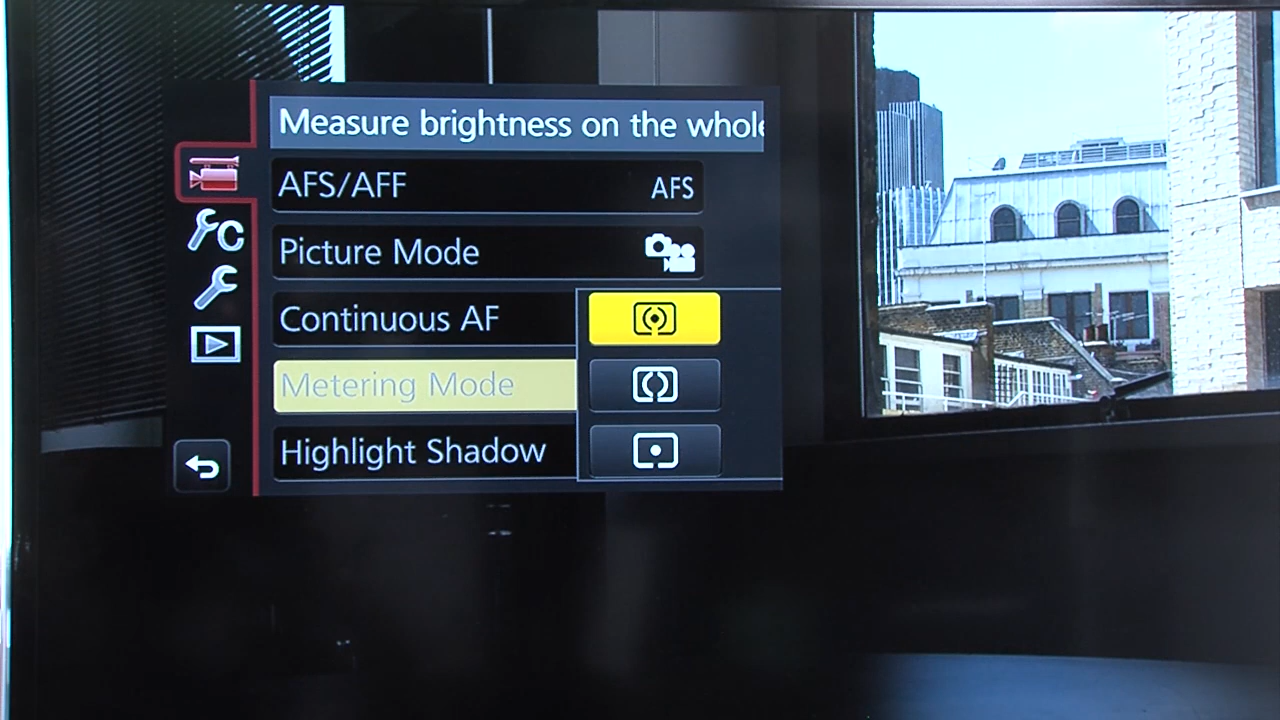 Measure brightness on the whole
AFS/AFF AFS
Picture Mode
C
Continuous AF
Metering Mode
Highlight Shadow